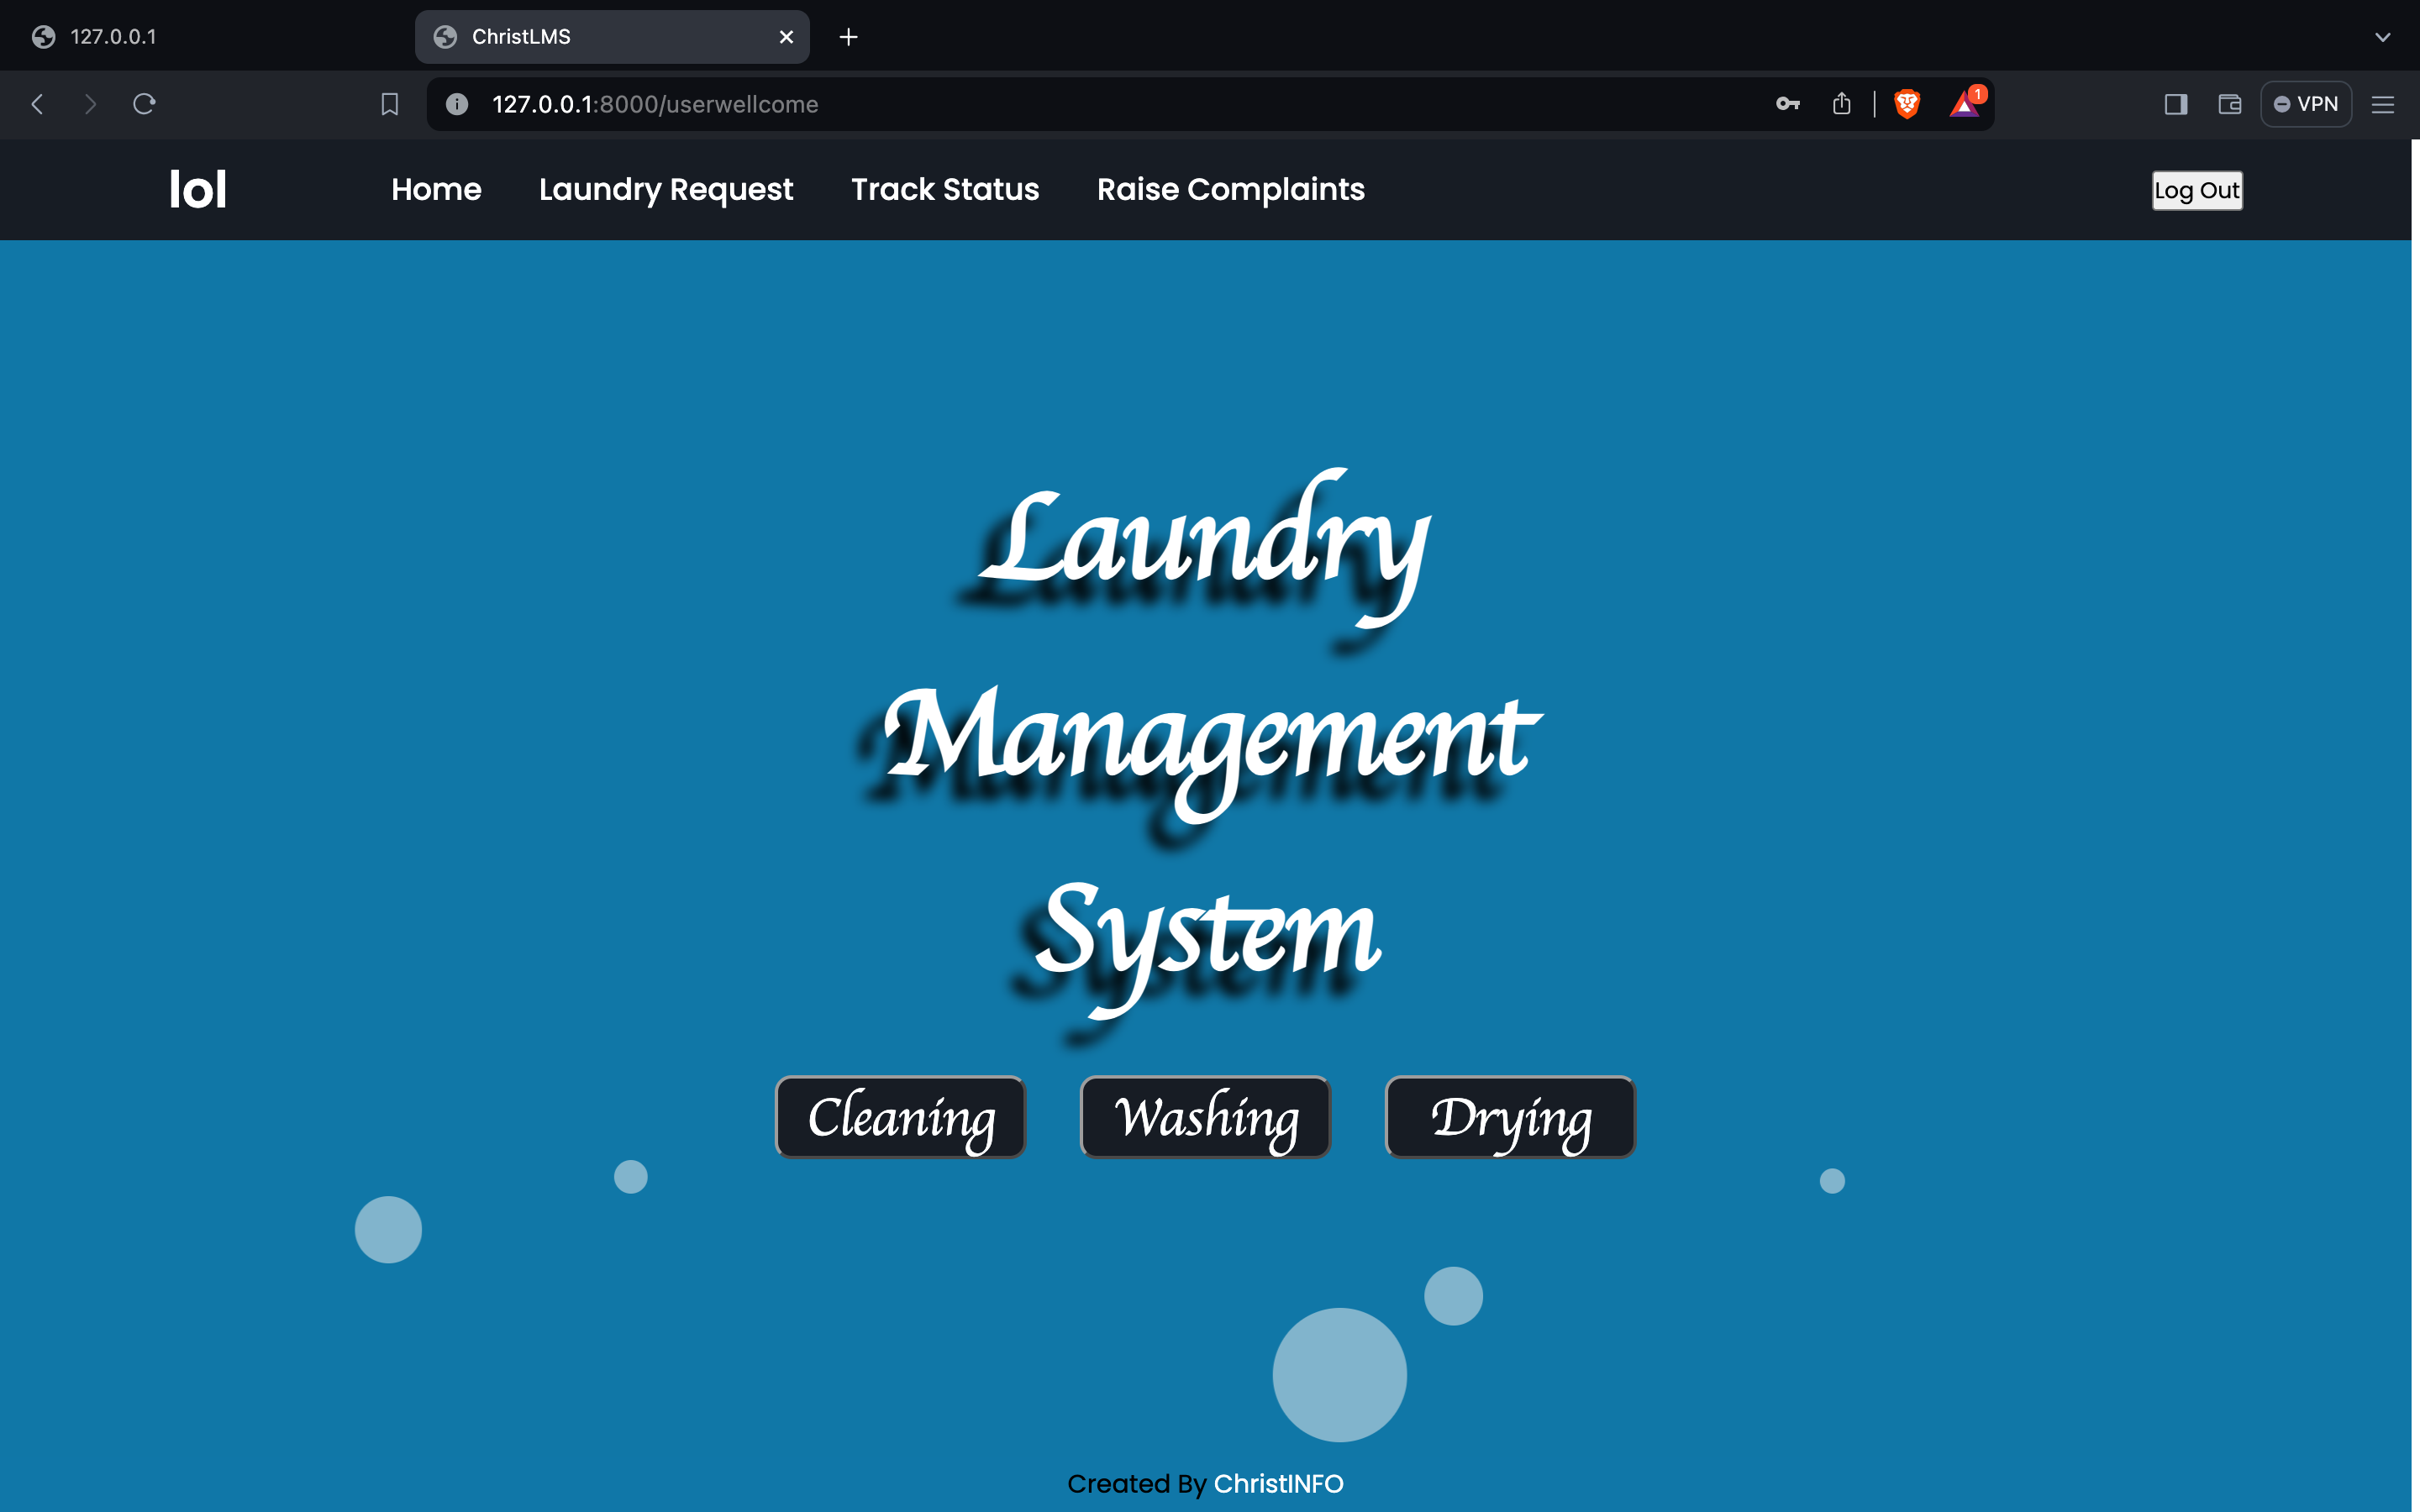 127.0.0.1
ChristLMS
127.0.0.1:8000/userwellcome
1
VPN
lol Home Laundry Request Track Status Raise Complaints Log Out
Laundry
Management
System
Cleaning Washing Drying
Created By ChristINFO